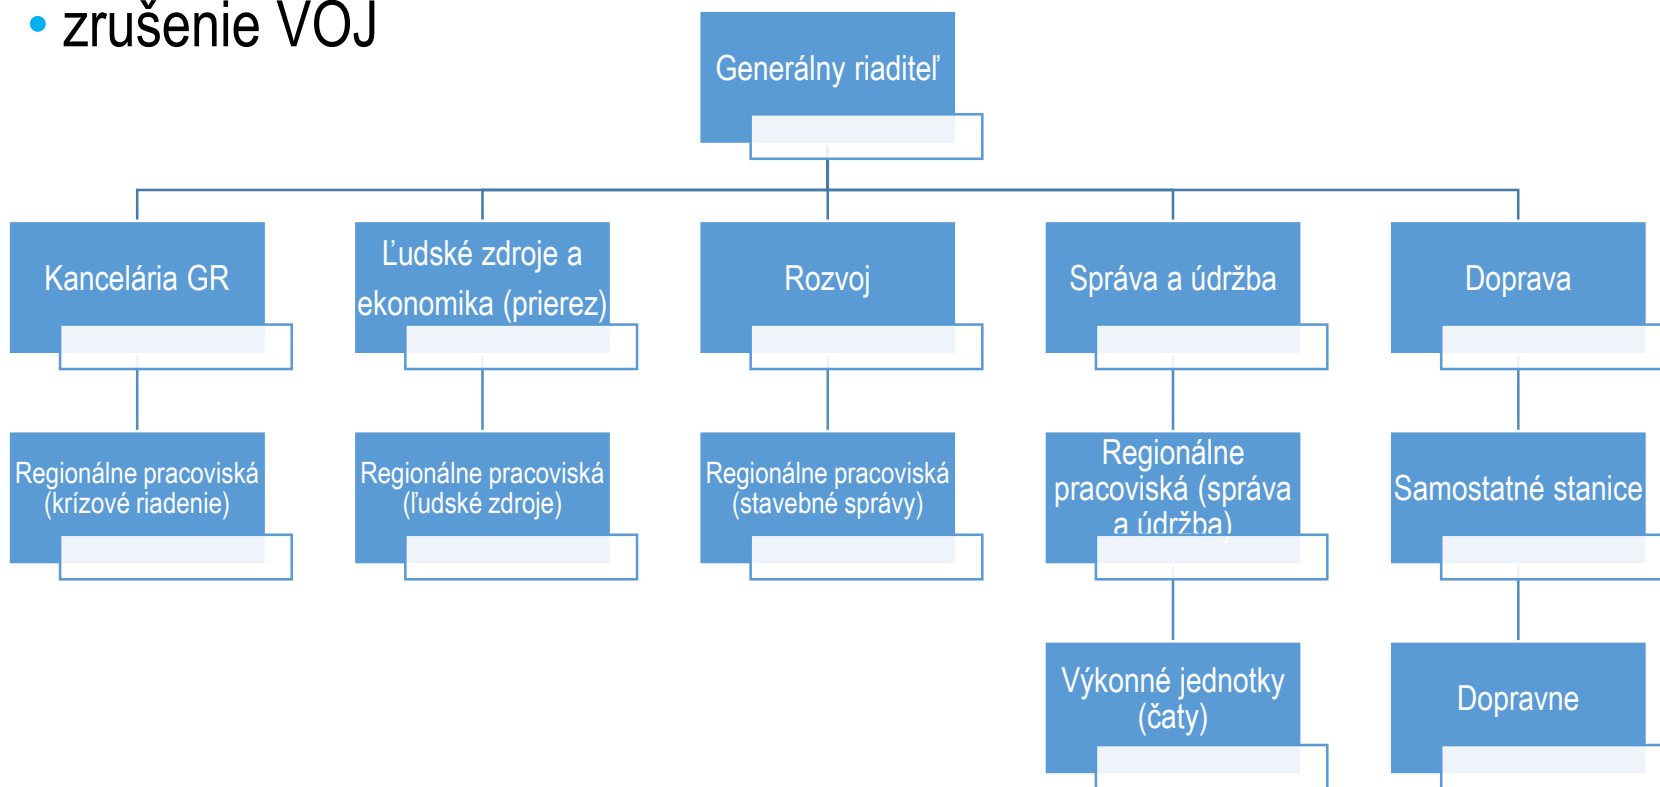 • zrušenie VOJ
Generálny riaditeľ
Kancelária GR
Ľudské zdroje a
ekonomika (prierez)
Rozvoj
Správa a údržba
Doprava
Regionálne pracoviská
(krízové riadenie)
Regionálne pracoviská
(ľudské zdroje)
Regionálne pracoviská
(stavebné správy)
Regionálne
pracoviská (správa
a údržba)
Samostatné stanice
Výkonné jednotky
(čaty)
Dopravne